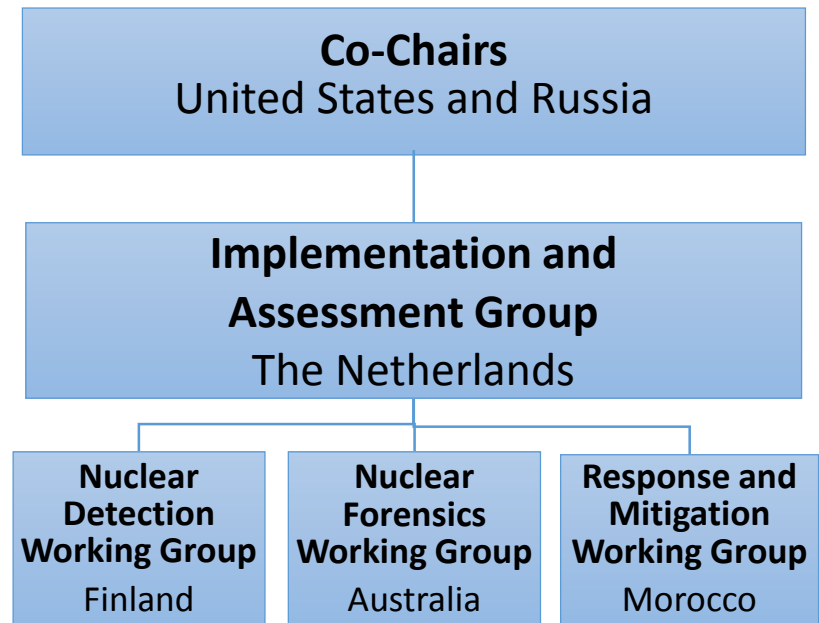 Co-Chairs
United States and Russia
Implementation and
Assessment Group
The Netherlands
Nuclear
Detection
Working Group
Finland
Nuclear
Forensics
Working Group
Australia
Response and
Mitigation
Working Group
Morocco